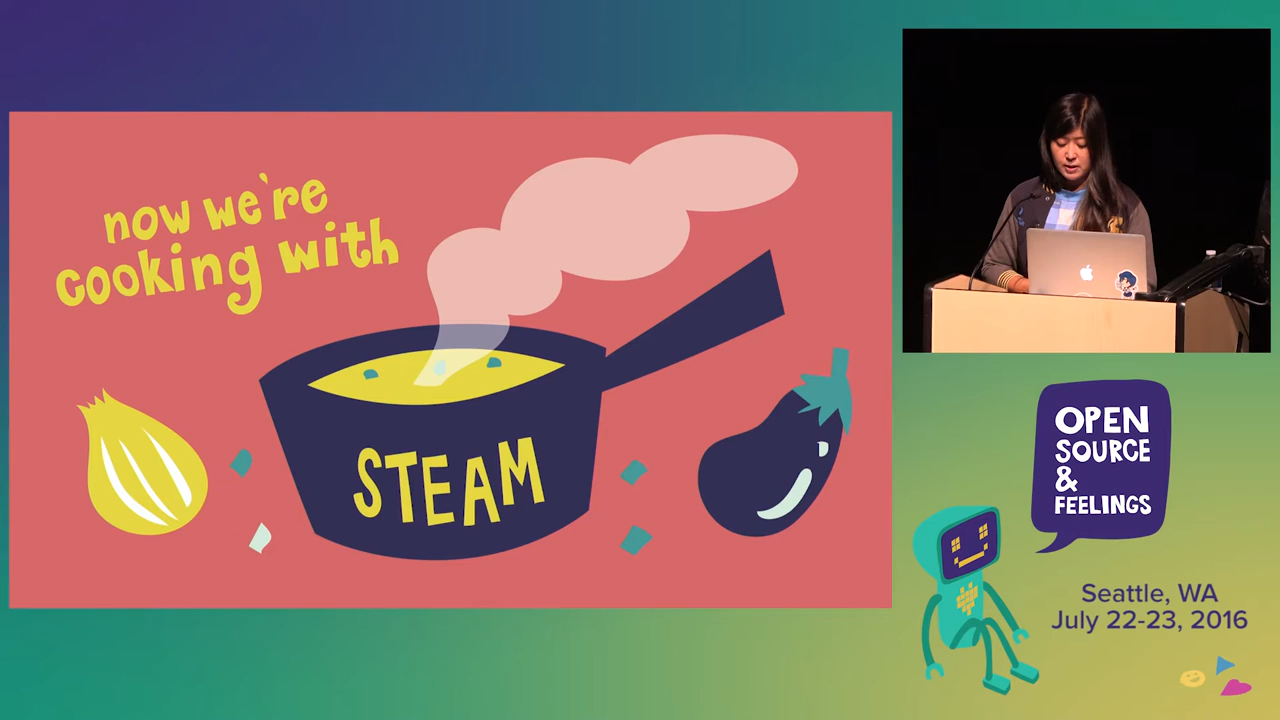 now we're
cooking with
STEAM
OPEN
SOURCE
&
FEELINGS
Seattle, WA
July 22-23, 2016